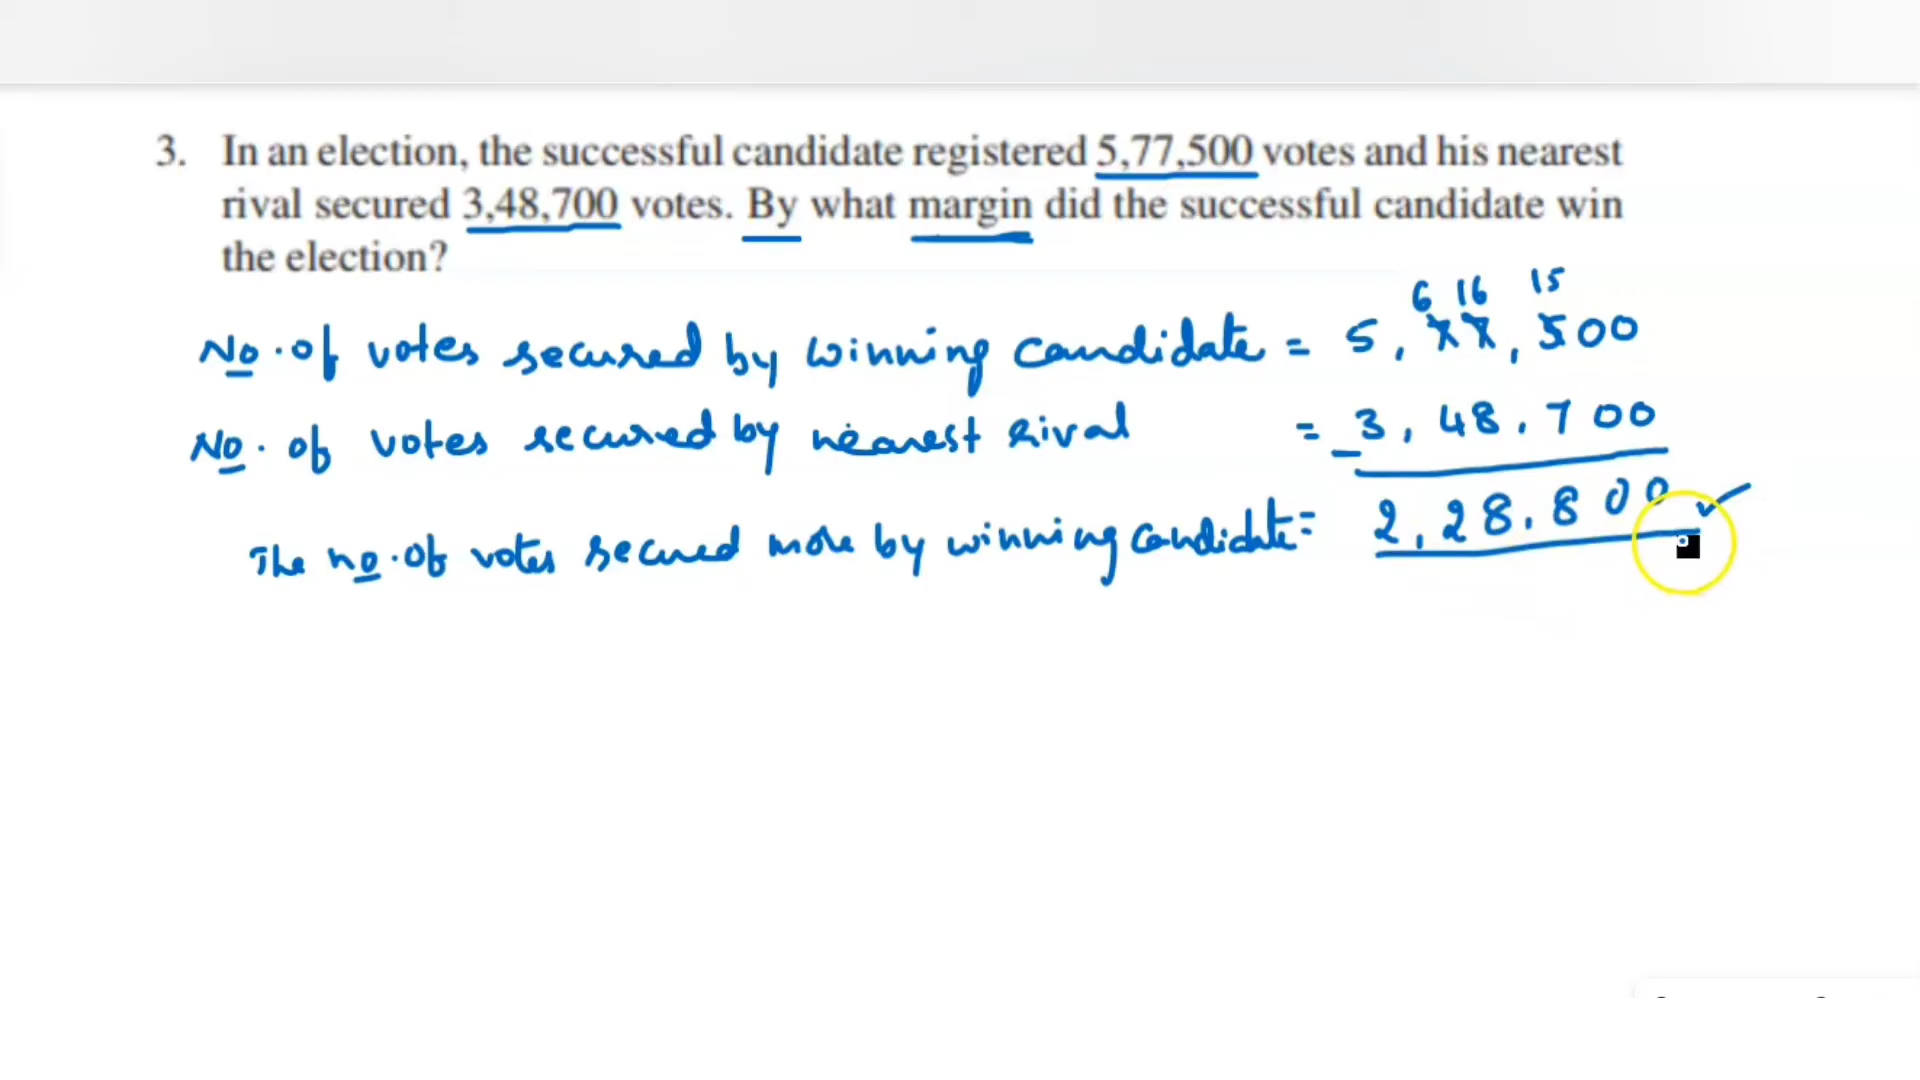 3. In an election, the successful candidate registered 5,77,500 votes and his nearest
rival secured 3,48,700 votes. By what margin did the successful candidate win
the election?
6 16 15
No. of votes secured by winning candidate = 5,77,500
No. of votes secured by nearest rival = - 3,48,700
The no. of votes secured more by winning candidate = 2,28,800 ✓